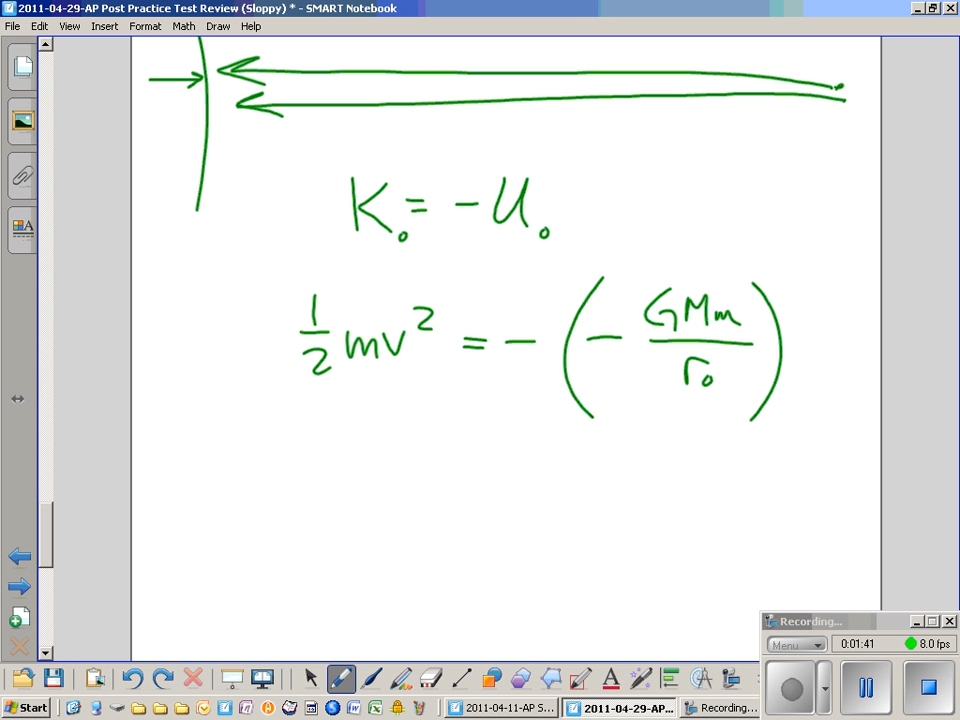 2011-04-29-AP Post Practice Test Review (Sloppy) * - SMART Notebook
File Edit View Insert Format Math Draw Help
K₀ = - U₀
1/2 mv² = - ( - GMm/r₀ )
Recording...
Menu 0:01:41 8.0 fps
Start 2011-04-11-AP S... 2011-04-29-AP... Recording...